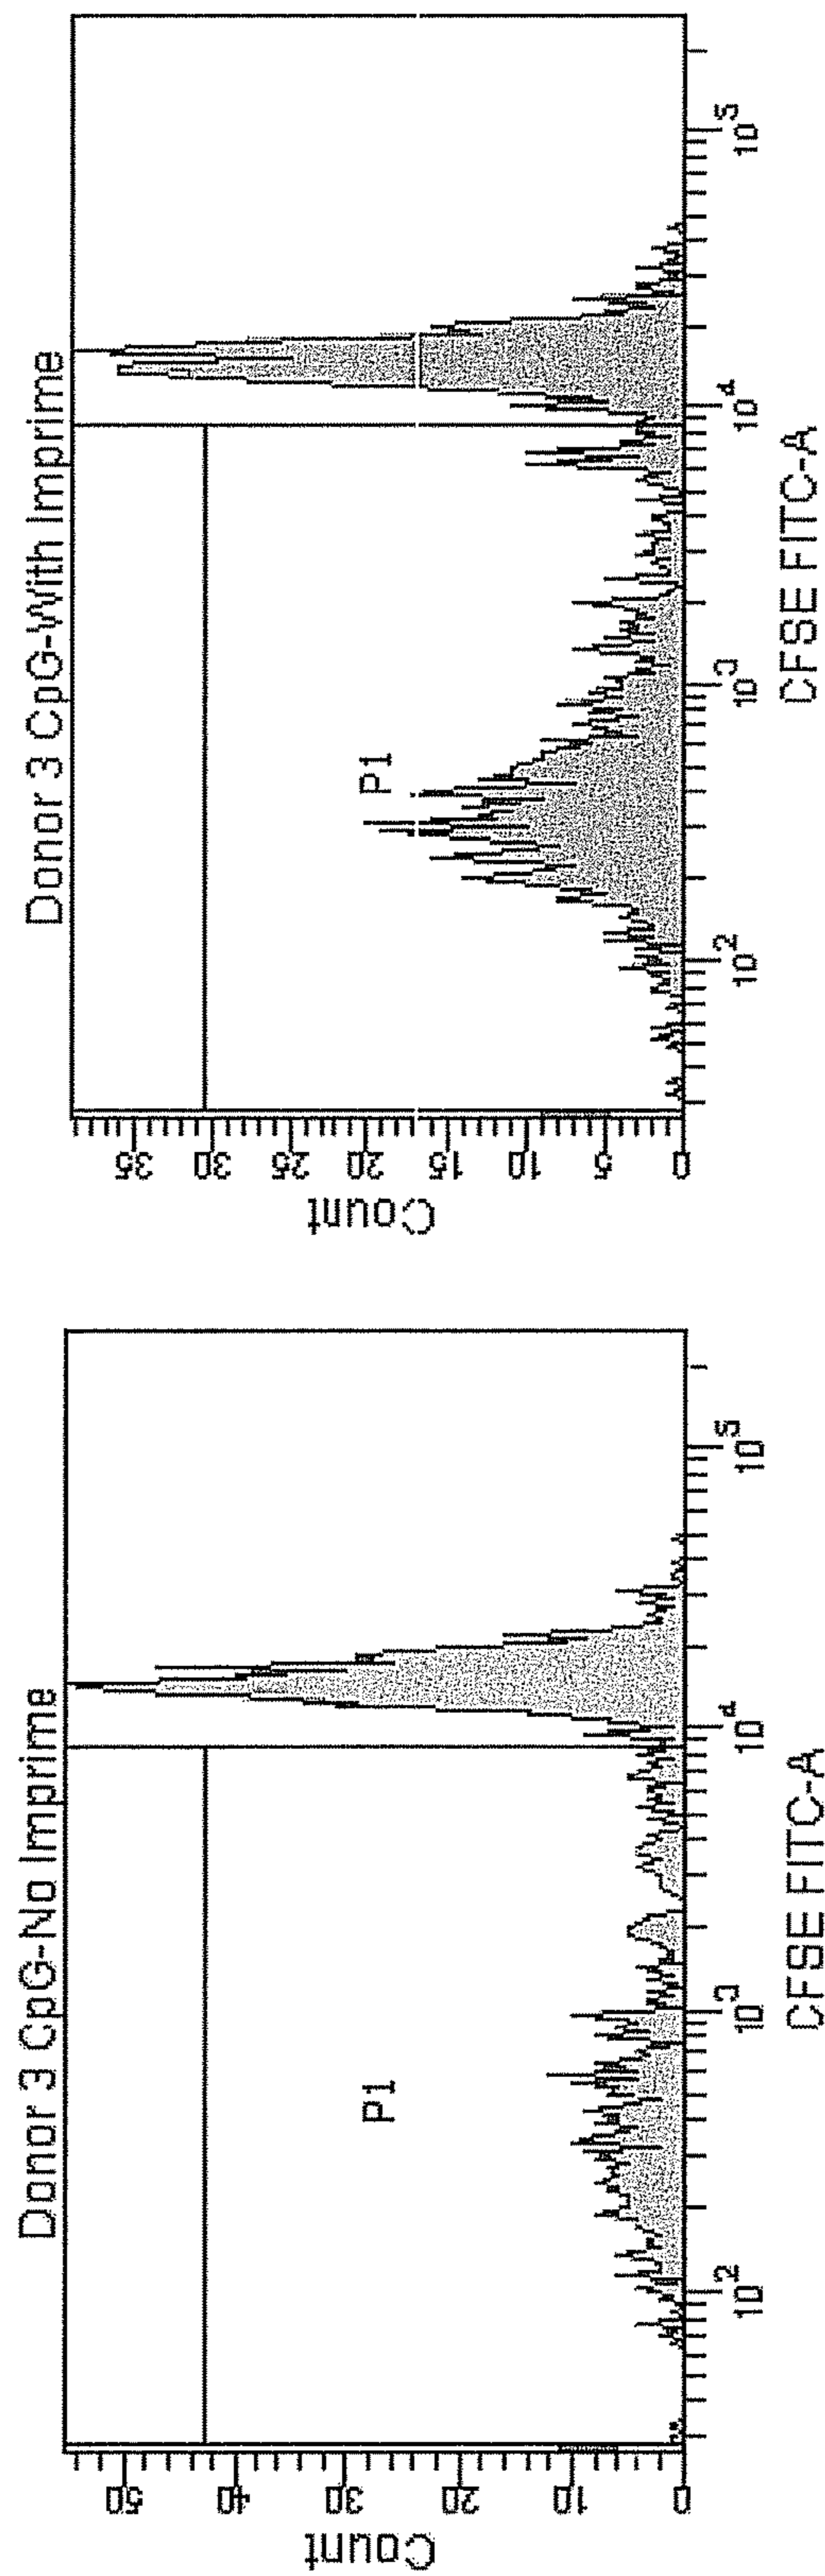 Donor 3 CpG-No Imprime
Count
50
40
30
20
10
0
P1
10^2
10^3
10^4
10^5
CFSE FITC-A
Donor 3 CpG-With Imprime
Count
35
30
25
20
15
10
5
0
P1
10^2
10^3
10^4
10^5
CFSE FITC-A